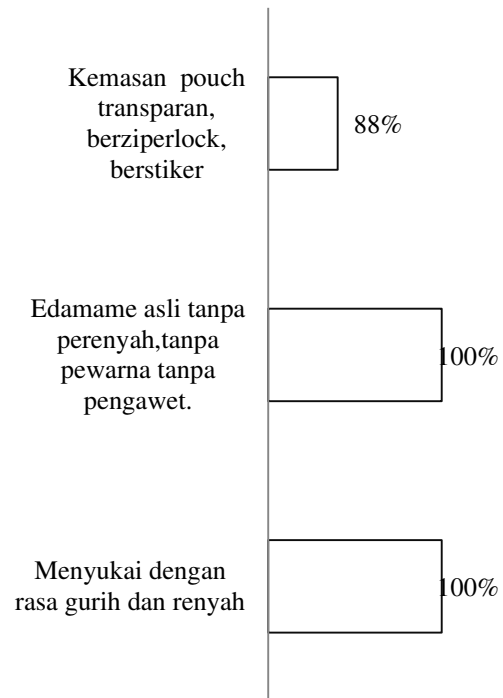 Kemasan pouch
transparan,
berziperlock,
berstiker
88%
Edamame asli tanpa
perenyah,tanpa
pewarna tanpa
pengawet.
100%
Menyukai dengan
rasa gurih dan renyah
100%